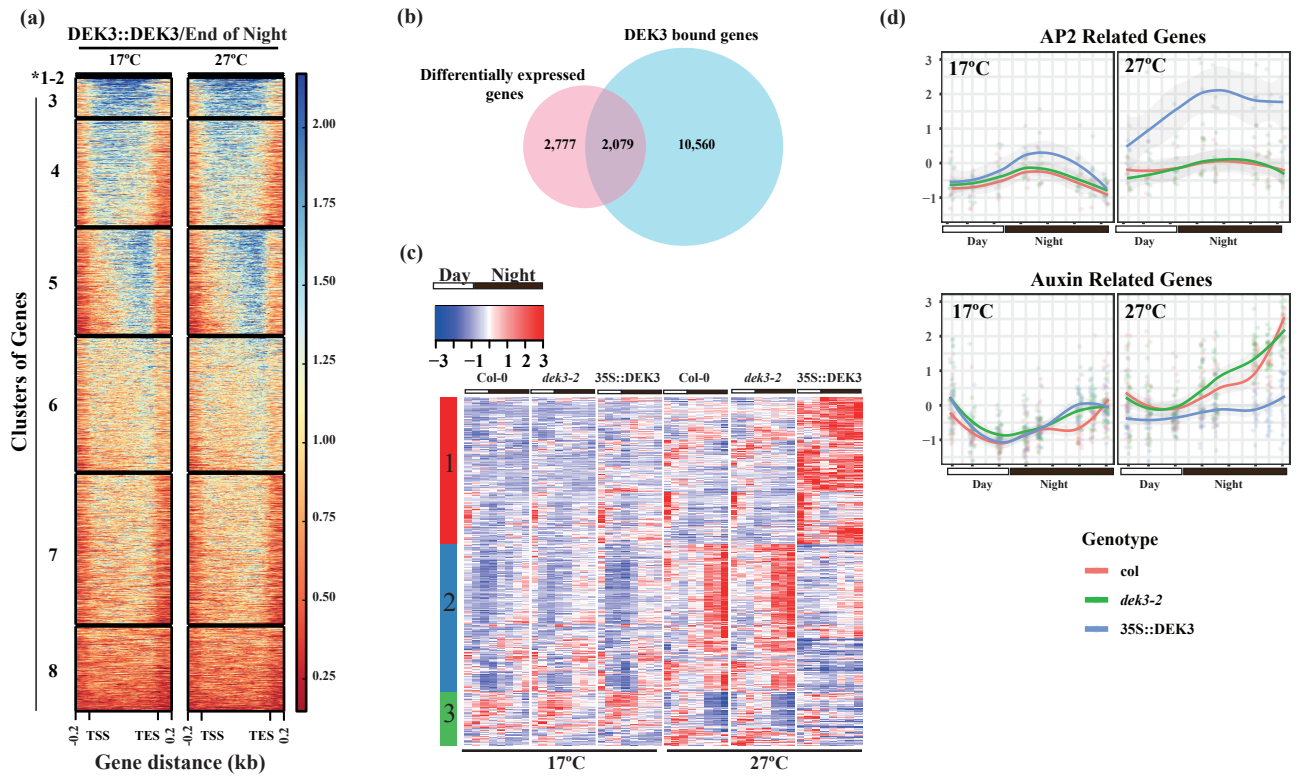 (a)
DEK3::DEK3/End of Night
17ºC 27ºC
*1-2
3
4
5
6
7
8
Clusters of Genes
2.00
1.75
1.50
1.25
1.00
0.75
0.50
0.25
-0.2 TSS TES 0.2 -0.2 TSS TES 0.2
Gene distance (kb)
(b)
DEK3 bound genes
Differentially expressed
genes
2,777 2,079 10,560
(c)
Day Night
−3 −1 1 2 3
Col-0 dek3-2 35S::DEK3 Col-0 dek3-2 35S::DEK3
1
2
3
17ºC 27ºC
(d)
AP2 Related Genes
17ºC 27ºC
3
2
1
0
−1
Day Night Day Night
Auxin Related Genes
17ºC 27ºC
3
2
1
0
−1
Day Night Day Night
Genotype
col
dek3-2
35S::DEK3